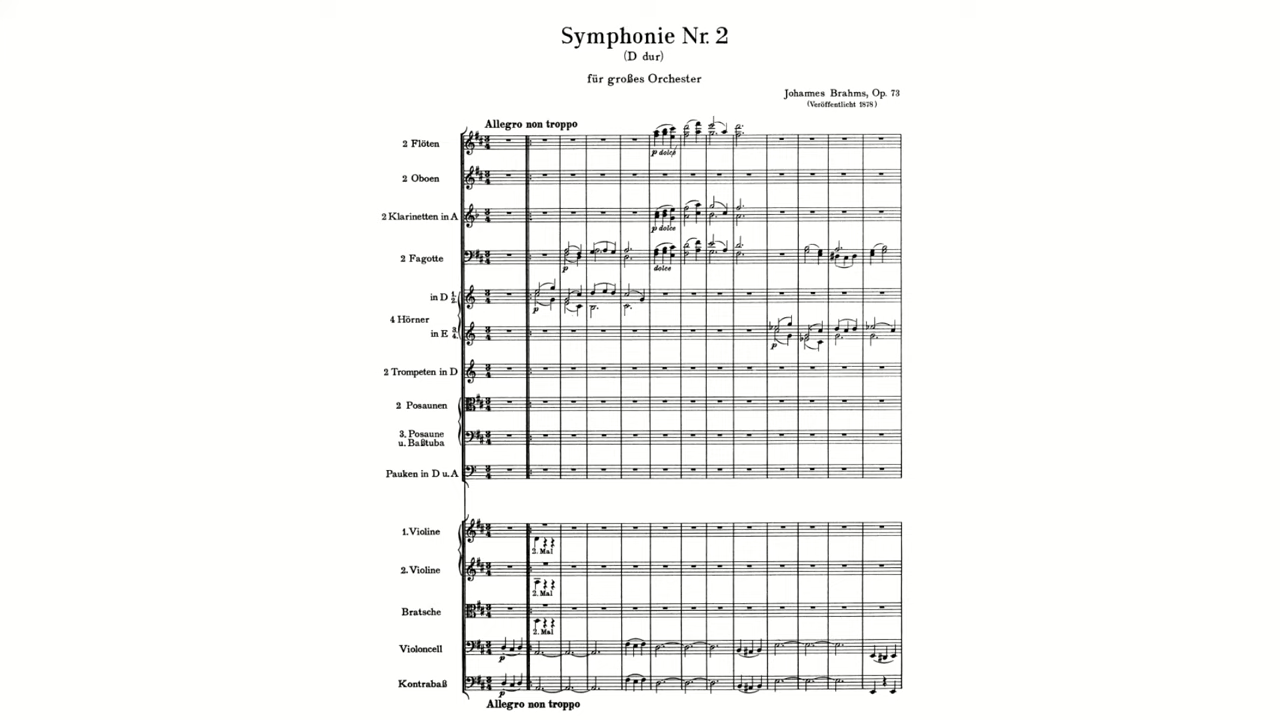 Symphonie Nr. 2
(D dur)
für großes Orchester
Johannes Brahms, Op. 73
(Veröffentlicht 1878)
Allegro non troppo
2 Flöten
p dolce
2 Oboen
2 Klarinetten in A
p dolce
2 Fagotte
p
dolce
in D 1/2.
p
4 Hörner
in E 3/4.
p
2 Trompeten in D
2 Posaunen
3. Posaune
u. Baßtuba
Pauken in D u. A
1. Violine
2. Mal
2. Violine
2. Mal
Bratsche
2. Mal
Violoncell
p
Kontrabaß
p
Allegro non troppo